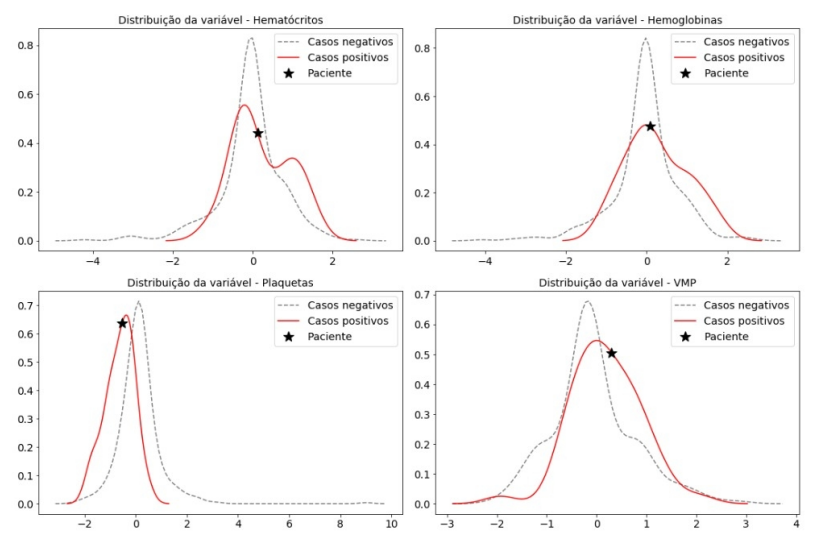 Distribuição da variável - Hematócritos
Casos negativos
Casos positivos
Paciente
0.8
0.6
0.4
0.2
0.0
−4 −2 0 2
Distribuição da variável - Hemoglobinas
Casos negativos
Casos positivos
Paciente
0.8
0.6
0.4
0.2
0.0
−4 −2 0 2
Distribuição da variável - Plaquetas
Casos negativos
Casos positivos
Paciente
0.7
0.6
0.5
0.4
0.3
0.2
0.1
0.0
−2 0 2 4 6 8 10
Distribuição da variável - VMP
Casos negativos
Casos positivos
Paciente
0.7
0.6
0.5
0.4
0.3
0.2
0.1
0.0
−3 −2 −1 0 1 2 3 4